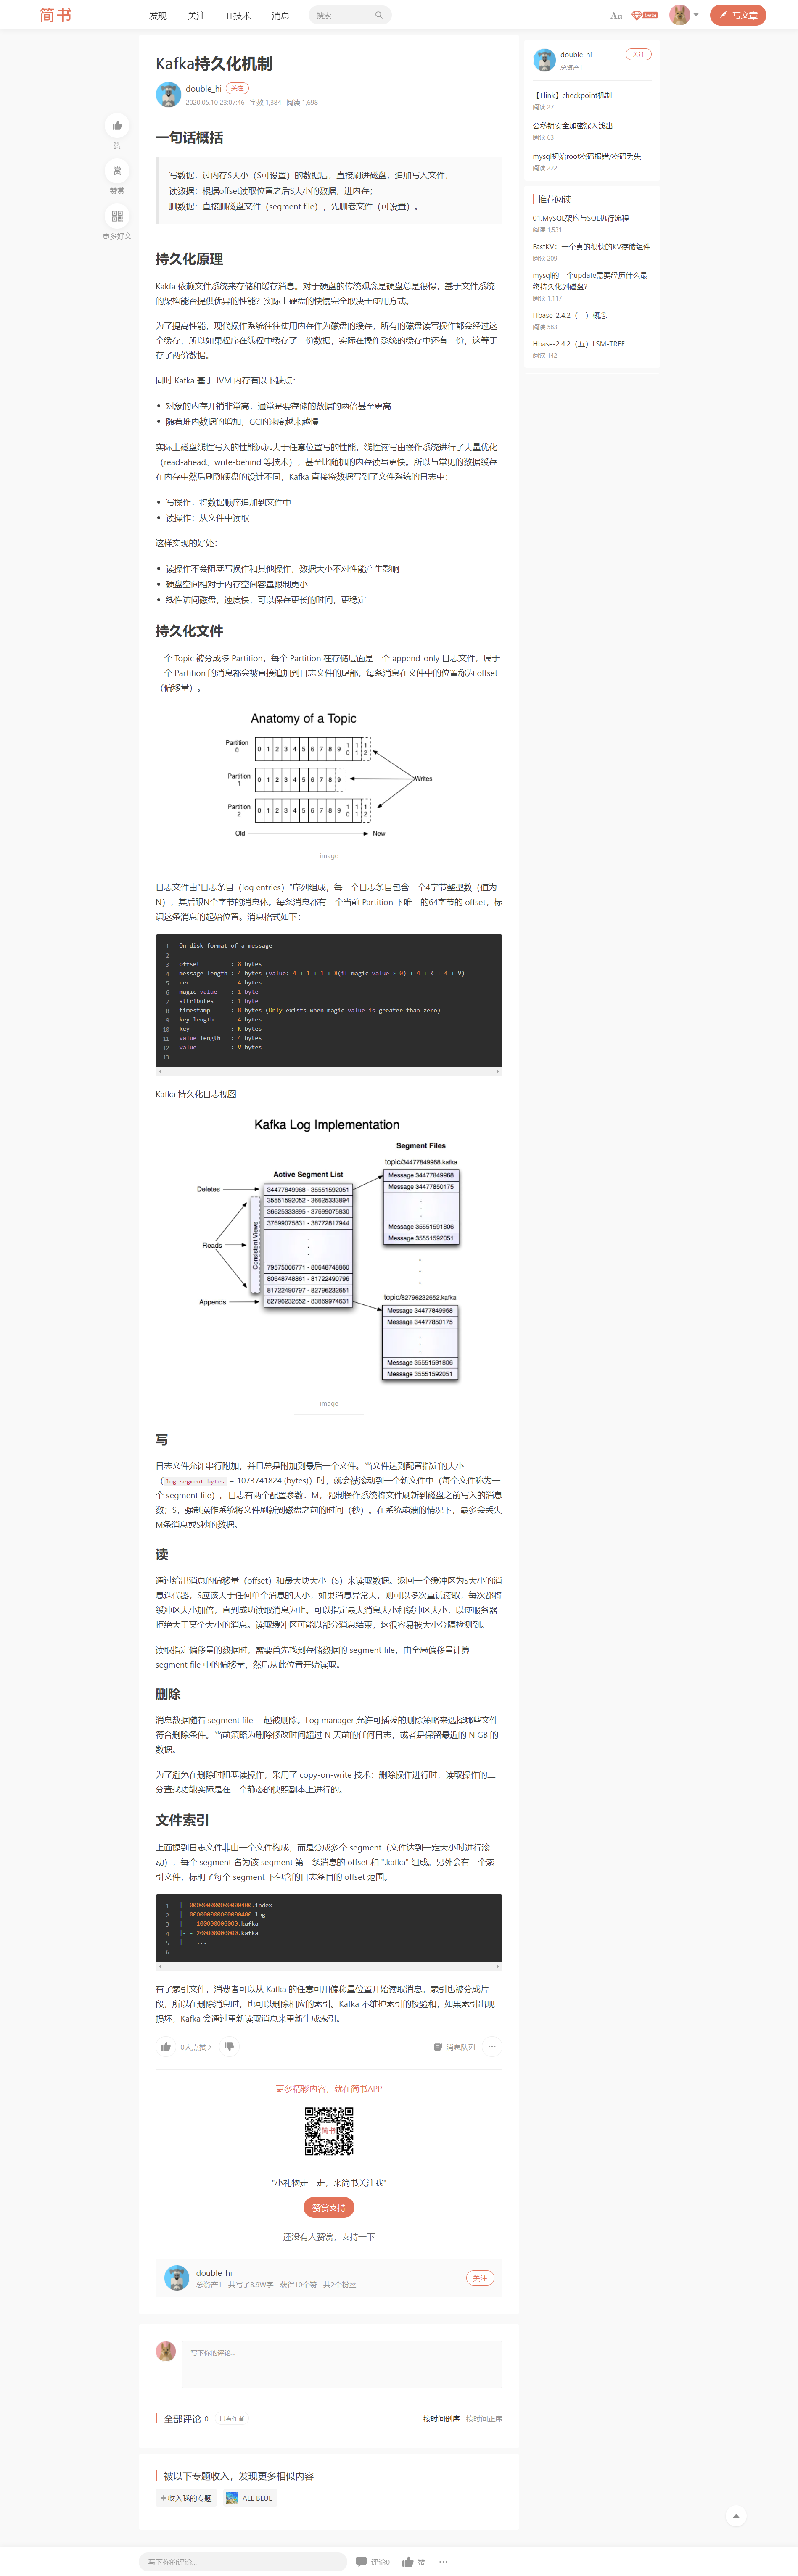 简书
发现 关注 IT技术 消息 搜索
Aa beta 写文章
Kafka持久化机制
double_hi 关注
2020.05.10 23:07:46 字数 1,384 阅读 1,698
赞
赏
赞赏
更多好文
一句话概括
写数据：过内存S大小（S可设置）的数据后，直接刷进磁盘，追加写入文件；
读数据：根据offset读取位置之后S大小的数据，进内存；
删数据：直接删磁盘文件（segment file），先删老文件（可设置）。
持久化原理
Kakfa 依赖文件系统来存储和缓存消息。对于硬盘的传统观念是硬盘总是很慢，基于文件系统
的架构能否提供优异的性能？实际上硬盘的快慢完全取决于使用方式。
为了提高性能，现代操作系统往往使用内存作为磁盘的缓存，所有的磁盘读写操作都会经过这
个缓存，所以如果程序在线程中缓存了一份数据，实际在操作系统的缓存中还有一份，这等于
存了两份数据。
同时 Kafka 基于 JVM 内存有以下缺点：
• 对象的内存开销非常高，通常是要存储的数据的两倍甚至更高
• 随着堆内数据的增加，GC的速度越来越慢
实际上磁盘线性写入的性能远远大于任意位置写的性能，线性读写由操作系统进行了大量优化
（read-ahead、write-behind 等技术），甚至比随机的内存读写更快。所以与常见的数据缓存
在内存中然后刷到硬盘的设计不同，Kafka 直接将数据写到了文件系统的日志中：
• 写操作：将数据顺序追加到文件中
• 读操作：从文件中读取
这样实现的好处：
• 读操作不会阻塞写操作和其他操作，数据大小不对性能产生影响
• 硬盘空间相对于内存空间容量限制更小
• 线性访问磁盘，速度快，可以保存更长的时间，更稳定
持久化文件
一个 Topic 被分成多 Partition，每个 Partition 在存储层面是一个 append-only 日志文件，属于
一个 Partition 的消息都会被直接追加到日志文件的尾部，每条消息在文件中的位置称为 offset
（偏移量）。
Anatomy of a Topic
Partition 0 0 1 2 3 4 5 6 7 8 9 10 11 12
Partition 1 0 1 2 3 4 5 6 7 8 9
Writes
Partition 2 0 1 2 3 4 5 6 7 8 9 10 11 12
Old New
image
日志文件由“日志条目（log entries）”序列组成，每一个日志条目包含一个4字节整型数（值为
N），其后跟N个字节的消息体。每条消息都有一个当前 Partition 下唯一的64字节的 offset，标
识这条消息的起始位置。消息格式如下：
1 On-disk format of a message
2
3 offset : 8 bytes
4 message length : 4 bytes (value: 4 + 1 + 1 + 8(if magic value > 0) + 4 + K + 4 + V)
5 crc : 4 bytes
6 magic value : 1 byte
7 attributes : 1 byte
8 timestamp : 8 bytes (Only exists when magic value is greater than zero)
9 key length : 4 bytes
10 key : K bytes
11 value length : 4 bytes
12 value : V bytes
13
Kafka 持久化日志视图
Kafka Log Implementation
Segment Files
topic/34477849968.kafka
Active Segment List
Message 34477849968
Message 34477850175
Deletes
34477849968 - 35551592051
35551592052 - 36625333894
36625333895 - 37699075830
37699075831 - 38772817944
Message 35551591806
Message 35551592051
Reads
Consistent Views
79575006771 - 80648748860
80648748861 - 81722490796
81722490797 - 82796232651
82796232652 - 83869974631
Appends
topic/82796232652.kafka
Message 34477849968
Message 34477850175
Message 35551591806
Message 35551592051
image
写
日志文件允许串行附加，并且总是附加到最后一个文件。当文件达到配置指定的大小
（log.segment.bytes = 1073741824 (bytes)）时，就会被滚动到一个新文件中（每个文件称为一
个 segment file）。日志有两个配置参数：M，强制操作系统将文件刷新到磁盘之前写入的消息
数；S，强制操作系统将文件刷新到磁盘之前的时间（秒）。在系统崩溃的情况下，最多会丢失
M条消息或S秒的数据。
读
通过给出消息的偏移量（offset）和最大块大小（S）来读取数据。返回一个缓冲区为S大小的消
息迭代器，S应该大于任何单个消息的大小，如果消息异常大，则可以多次重试读取，每次都将
缓冲区大小加倍，直到成功读取消息为止。可以指定最大消息大小和缓冲区大小，以使服务器
拒绝大于某个大小的消息。读取缓冲区可能以部分消息结束，这很容易被大小分隔检测到。
读取指定偏移量的数据时，需要首先找到存储数据的 segment file，由全局偏移量计算
segment file 中的偏移量，然后从此位置开始读取。
删除
消息数据随着 segment file 一起被删除。Log manager 允许可插拔的删除策略来选择哪些文件
符合删除条件。当前策略为删除修改时间超过 N 天前的任何日志，或者是保留最近的 N GB 的
数据。
为了避免在删除时阻塞读操作，采用了 copy-on-write 技术：删除操作进行时，读取操作的二
分查找功能实际是在一个静态的快照副本上进行的。
文件索引
上面提到日志文件非由一个文件构成，而是分成多个 segment（文件达到一定大小时进行滚
动），每个 segment 名为该 segment 第一条消息的 offset 和 ".kafka" 组成。另外会有一个索
引文件，标明了每个 segment 下包含的日志条目的 offset 范围。
1 |- 000000000000000400.index
2 |- 000000000000000400.log
3 |-|- 100000000000.kafka
4 |-|- 200000000000.kafka
5 |-|- ...
6
有了索引文件，消费者可以从 Kafka 的任意可用偏移量位置开始读取消息。索引也被分成片
段，所以在删除消息时，也可以删除相应的索引。Kafka 不维护索引的校验和，如果索引出现
损坏，Kafka 会通过重新读取消息来重新生成索引。
0人点赞 > 消息队列 ...
更多精彩内容，就在简书APP
简书
"小礼物走一走，来简书关注我"
赞赏支持
还没有人赞赏，支持一下
double_hi
总资产1 共写了8.9W字 获得10个赞 共2个粉丝
关注
写下你的评论...
全部评论 0 只看作者 按时间倒序 按时间正序
被以下专题收入，发现更多相似内容
+收入我的专题 ALL BLUE
写下你的评论... 评论0 赞 ...
double_hi 关注
总资产1
【Flink】checkpoint机制
阅读 27
公私钥安全加密深入浅出
阅读 63
mysql初始root密码报错/密码丢失
阅读 222
推荐阅读
01.MySQL架构与SQL执行流程
阅读 1,531
FastKV：一个真的很快的KV存储组件
阅读 209
mysql的一个update需要经历什么最
终持久化到磁盘?
阅读 1,117
Hbase-2.4.2（一）概念
阅读 583
Hbase-2.4.2（五）LSM-TREE
阅读 142